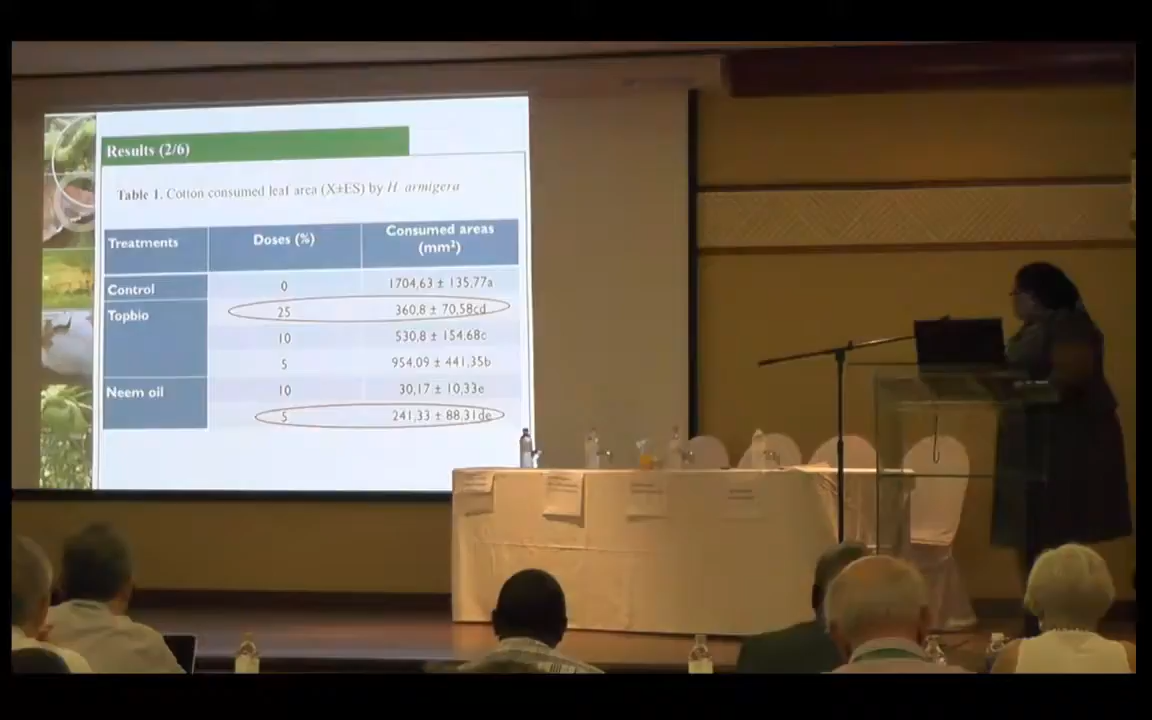 Results (2/6)
Table 1. Cotton consumed leaf area (X±ES) by H. armigera
Treatments Doses (%) Consumed areas (mm²)
Control 0 1704,63 ± 135,77a
Topbio 25 360,8 ± 70,58cd
10 530,8 ± 154,68c
5 954,09 ± 441,35b
Neem oil 10 30,17 ± 10,33e
5 241,33 ± 88,31de